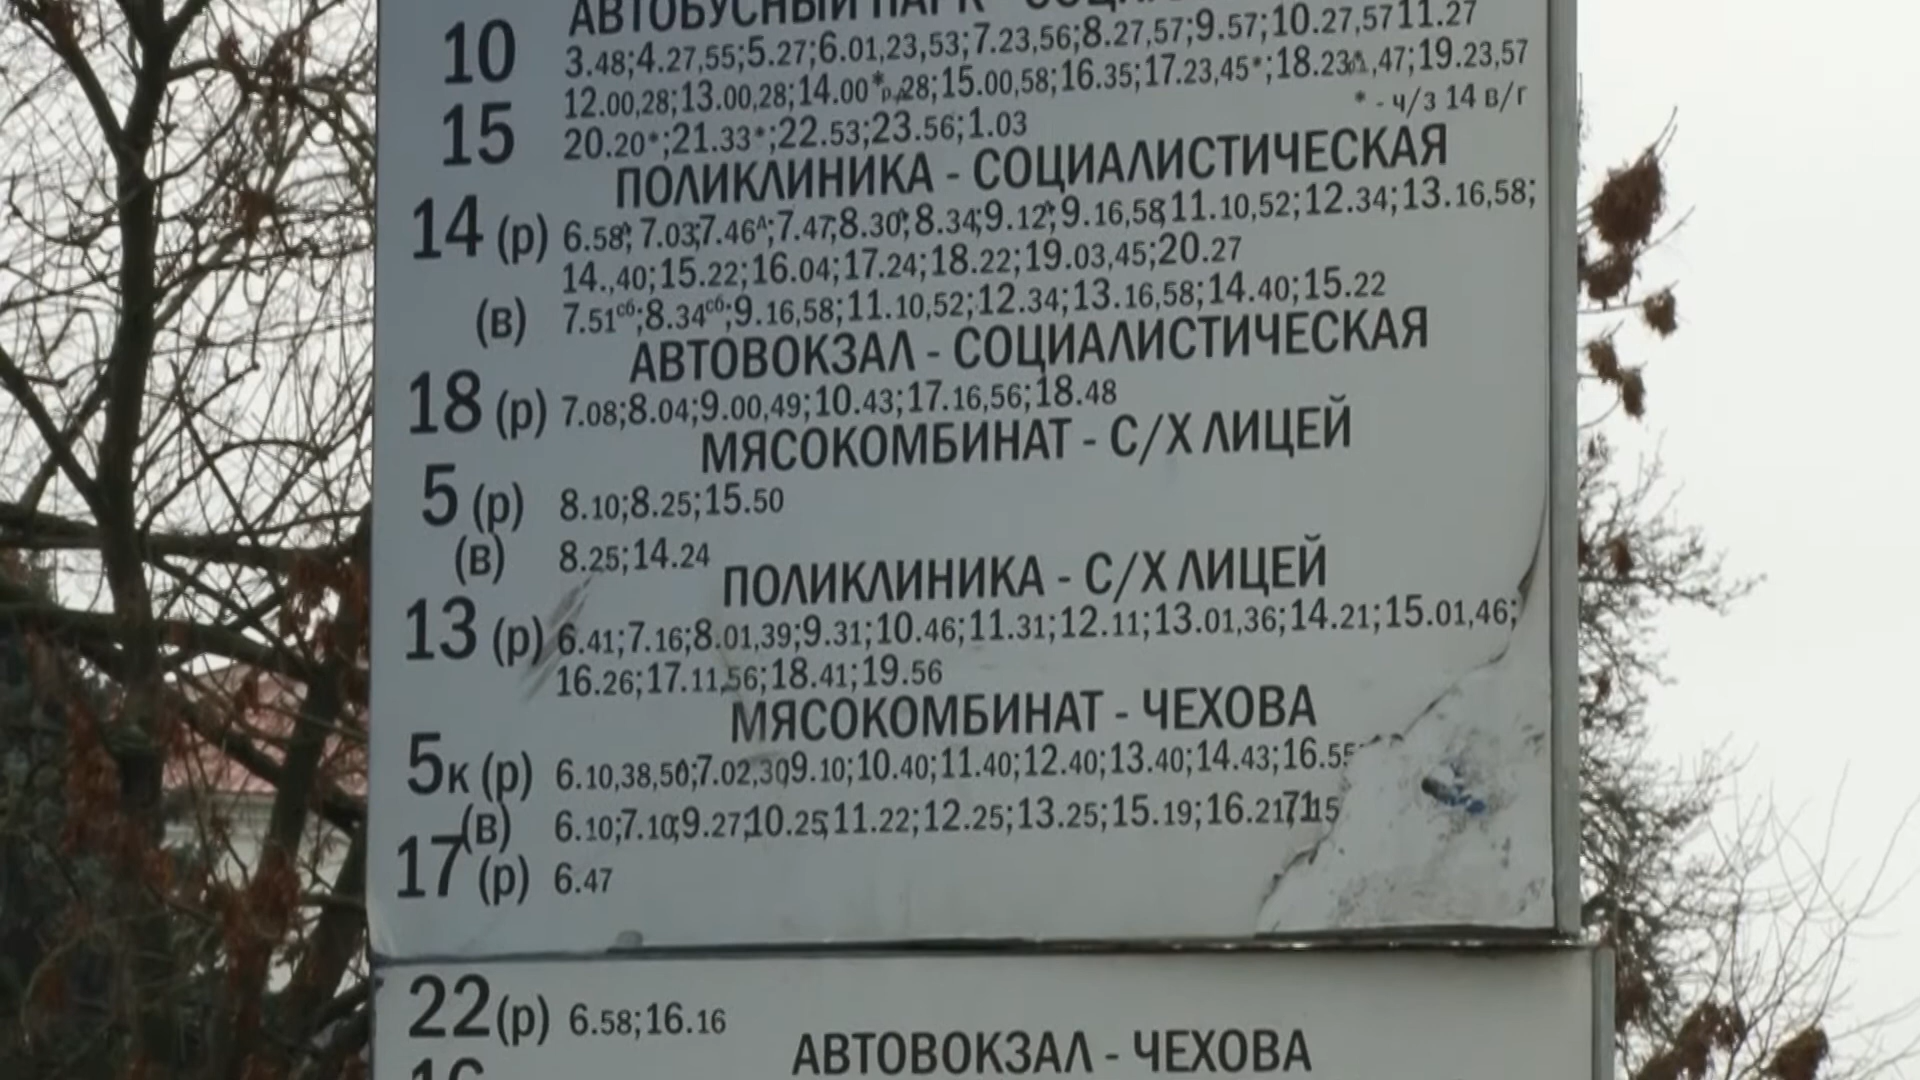 АВТОБУСНЫЙ ПАРК -
10 3.48;4.27,55;5.27;6.01,23,53;7.23,56;8.27,57;9.57;10.27,57 11.27
12.00,28;13.00,28;14.00* 28;15.00,58;16.35;17.23,45*;18.23 ,47;19.23,57
* - ч/з 14 в/г
15 20.20*;21.33*;22.53;23.56;1.03
ПОЛИКЛИНИКА - СОЦИАЛИСТИЧЕСКАЯ
14 (р) 6.58; 7.03;7.46^;7.47;8.30;8.34;9.12;9.16,58;11.10,52;12.34;13.16,58;
14.,40;15.22;16.04;17.24;18.22;19.03,45;20.27
(в) 7.51сб;8.34сб;9.16,58;11.10,52;12.34;13.16,58;14.40;15.22
АВТОВОКЗАЛ - СОЦИАЛИСТИЧЕСКАЯ
18 (р) 7.08;8.04;9.00,49;10.43;17.16,56;18.48
МЯСОКОМБИНАТ - С/Х ЛИЦЕЙ
5 (р) 8.10;8.25;15.50
(в) 8.25;14.24
ПОЛИКЛИНИКА - С/Х ЛИЦЕЙ
13 (р) 6.41;7.16;8.01,39;9.31;10.46;11.31;12.11;13.01,36;14.21;15.01,46;
16.26;17.11,56;18.41;19.56
МЯСОКОМБИНАТ - ЧЕХОВА
5к (р) 6.10,38,50;7.02,30;9.10;10.40;11.40;12.40;13.40;14.43;16.55
(в) 6.10;7.10;9.27;10.25;11.22;12.25;13.25;15.19;16.21
17 (р) 6.47
22 (р) 6.58;16.16
АВТОВОКЗАЛ - ЧЕХОВА